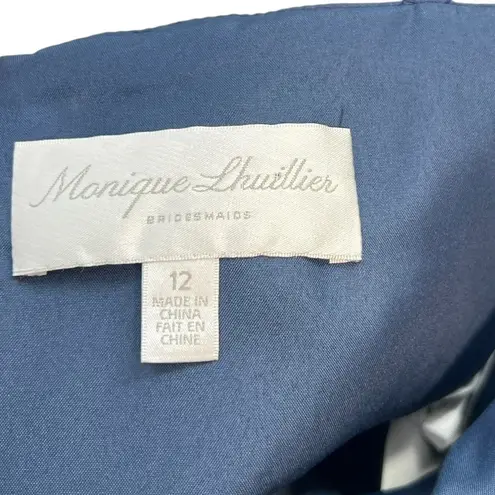 Monique Lhuillier
BRIDESMAIDS
12
MADE IN
CHINA
FAIT EN
CHINE